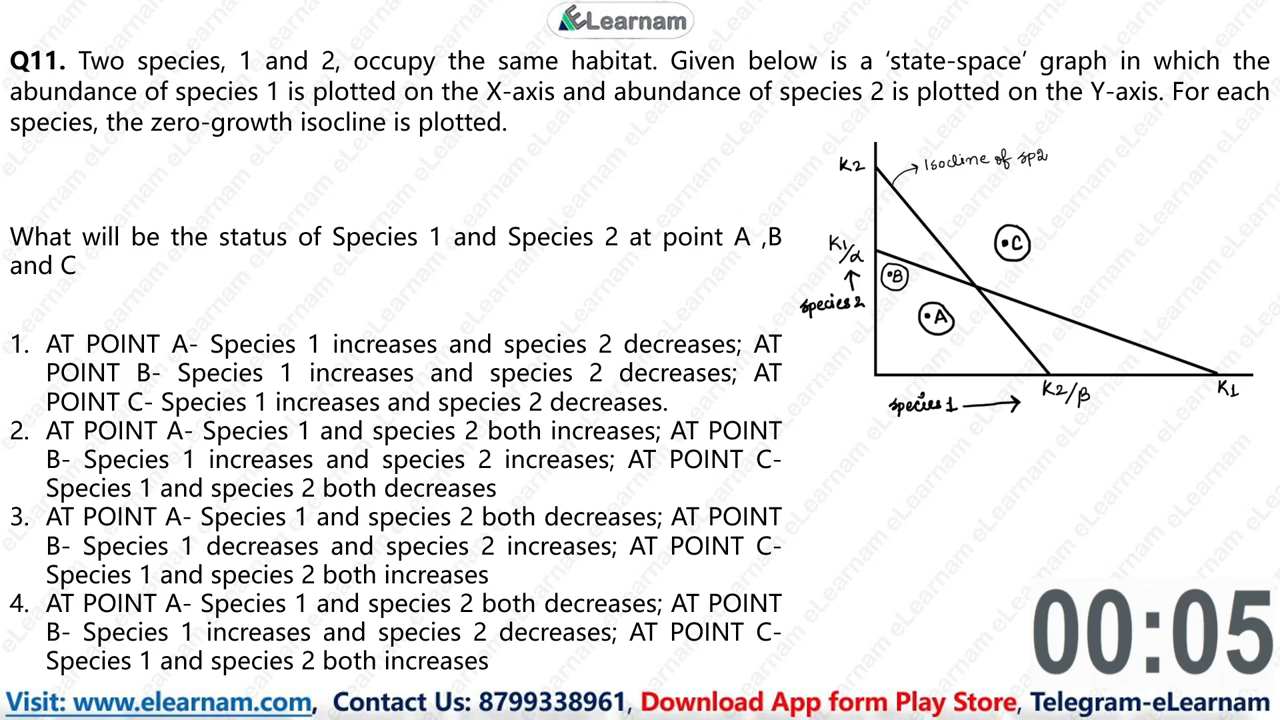 ELearnam
Q11. Two species, 1 and 2, occupy the same habitat. Given below is a ‘state-space’ graph in which the
abundance of species 1 is plotted on the X-axis and abundance of species 2 is plotted on the Y-axis. For each
species, the zero-growth isocline is plotted.
K2
Isocline of sp2
What will be the status of Species 1 and Species 2 at point A ,B
and C
K1/α
C
B
species 2
A
K2/β
K1
species 1
1. AT POINT A- Species 1 increases and species 2 decreases; AT
POINT B- Species 1 increases and species 2 decreases; AT
POINT C- Species 1 increases and species 2 decreases.
2. AT POINT A- Species 1 and species 2 both increases; AT POINT
B- Species 1 increases and species 2 increases; AT POINT C-
Species 1 and species 2 both decreases
3. AT POINT A- Species 1 and species 2 both decreases; AT POINT
B- Species 1 decreases and species 2 increases; AT POINT C-
Species 1 and species 2 both increases
4. AT POINT A- Species 1 and species 2 both decreases; AT POINT
B- Species 1 increases and species 2 decreases; AT POINT C-
Species 1 and species 2 both increases
00:05
Visit: www.elearnam.com, Contact Us: 8799338961, Download App form Play Store, Telegram-eLearnam